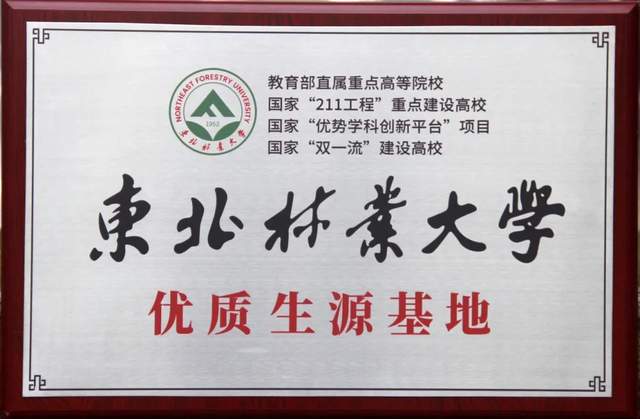 NORTHEAST FORESTRY UNIVERSITY
1952
东北林业大学
教育部直属重点高等院校
国家“211工程”重点建设高校
国家“优势学科创新平台”项目
国家“双一流”建设高校
東北林業大學
优质生源基地